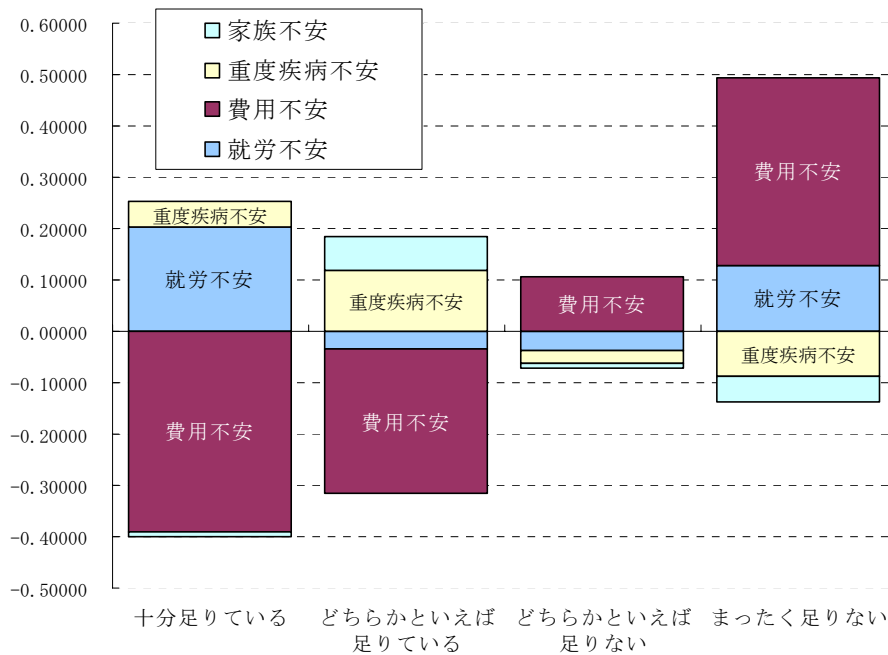 0.60000
0.50000
0.40000
0.30000
0.20000
0.10000
0.00000
-0.10000
-0.20000
-0.30000
-0.40000
-0.50000
家族不安
重度疾病不安
費用不安
就労不安
重度疾病不安
就労不安
費用不安
重度疾病不安
費用不安
費用不安
費用不安
就労不安
重度疾病不安
十分足りている
どちらかといえば
足りている
どちらかといえば
足りない
まったく足りない